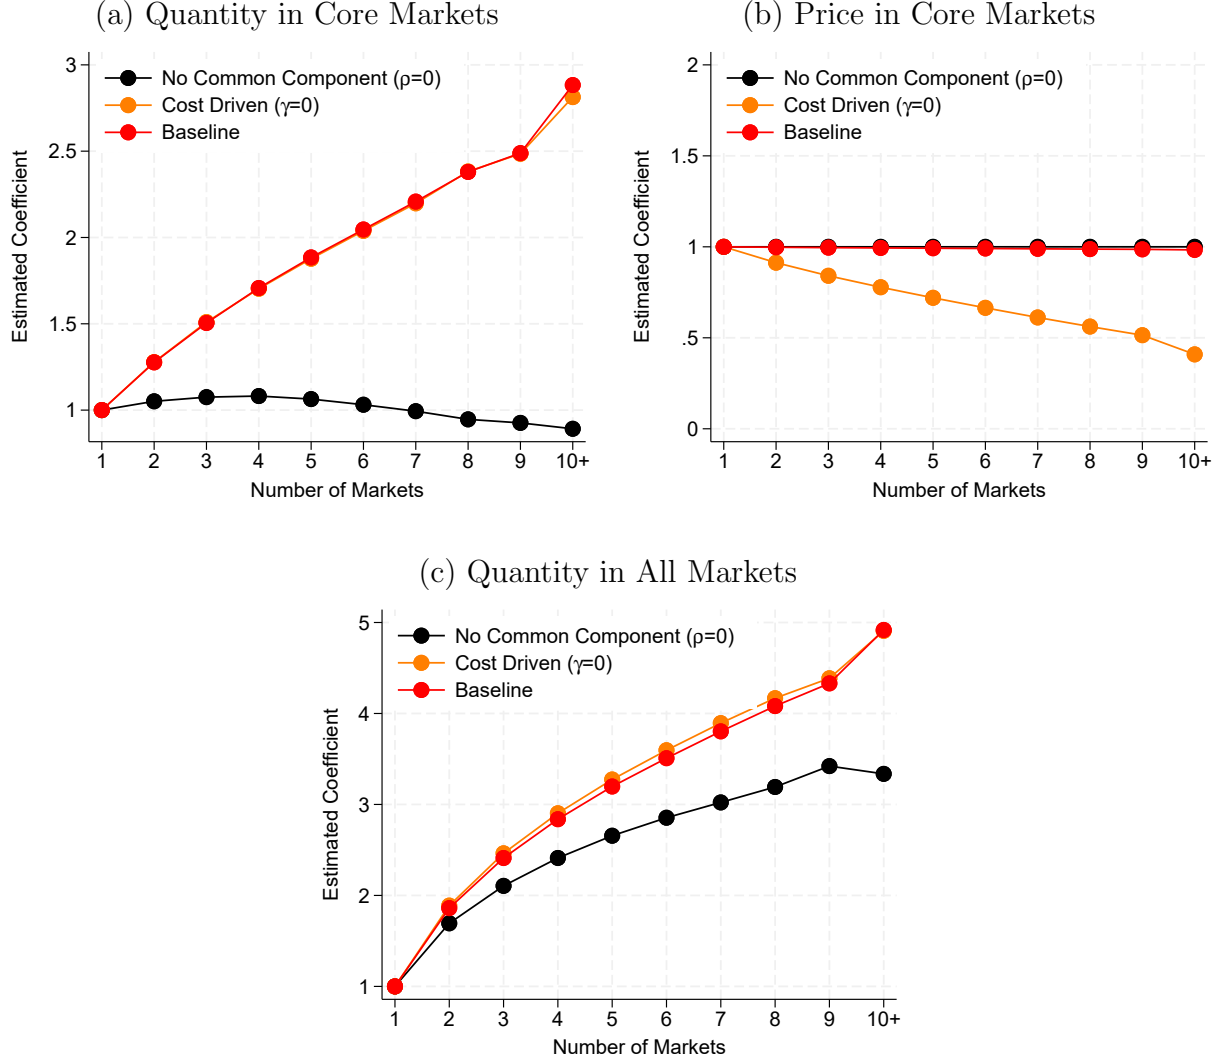 (a) Quantity in Core Markets
3
2.5
2
1.5
1
Estimated Coefficient
No Common Component (ρ=0)
Cost Driven (γ=0)
Baseline
1 2 3 4 5 6 7 8 9 10+
Number of Markets
(b) Price in Core Markets
2
1.5
1
.5
0
Estimated Coefficient
No Common Component (ρ=0)
Cost Driven (γ=0)
Baseline
1 2 3 4 5 6 7 8 9 10+
Number of Markets
(c) Quantity in All Markets
5
4
3
2
1
Estimated Coefficient
No Common Component (ρ=0)
Cost Driven (γ=0)
Baseline
1 2 3 4 5 6 7 8 9 10+
Number of Markets